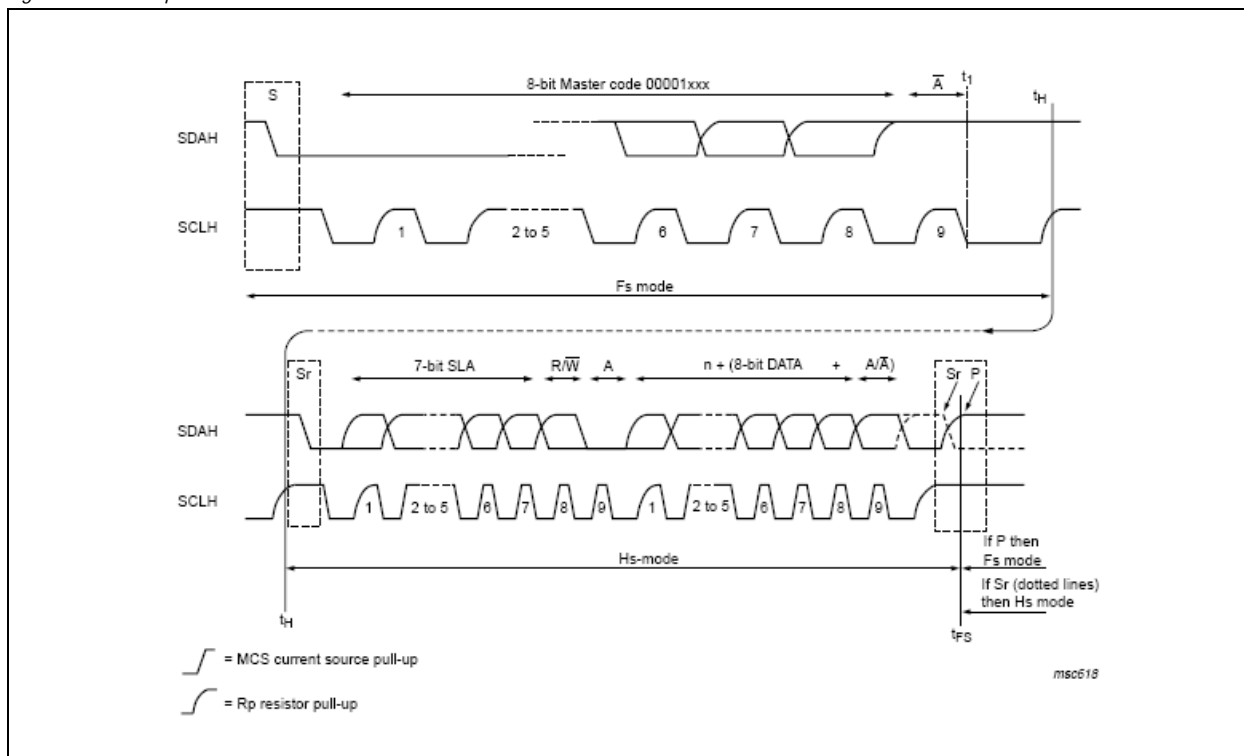 S
8-bit Master code 00001xxx
A̅
t1
tH
SDAH
SCLH
1
2 to 5
6
7
8
9
Fs mode
Sr
7-bit SLA
R/W̅
A
n + (8-bit DATA + A/A̅)
Sr P
SDAH
SCLH
1
2 to 5
6
7
8
9
1
2 to 5
6
7
8
9
Hs-mode
If P then
Fs mode
If Sr (dotted lines)
then Hs mode
tH
tFS
= MCS current source pull-up
= Rp resistor pull-up
msc618